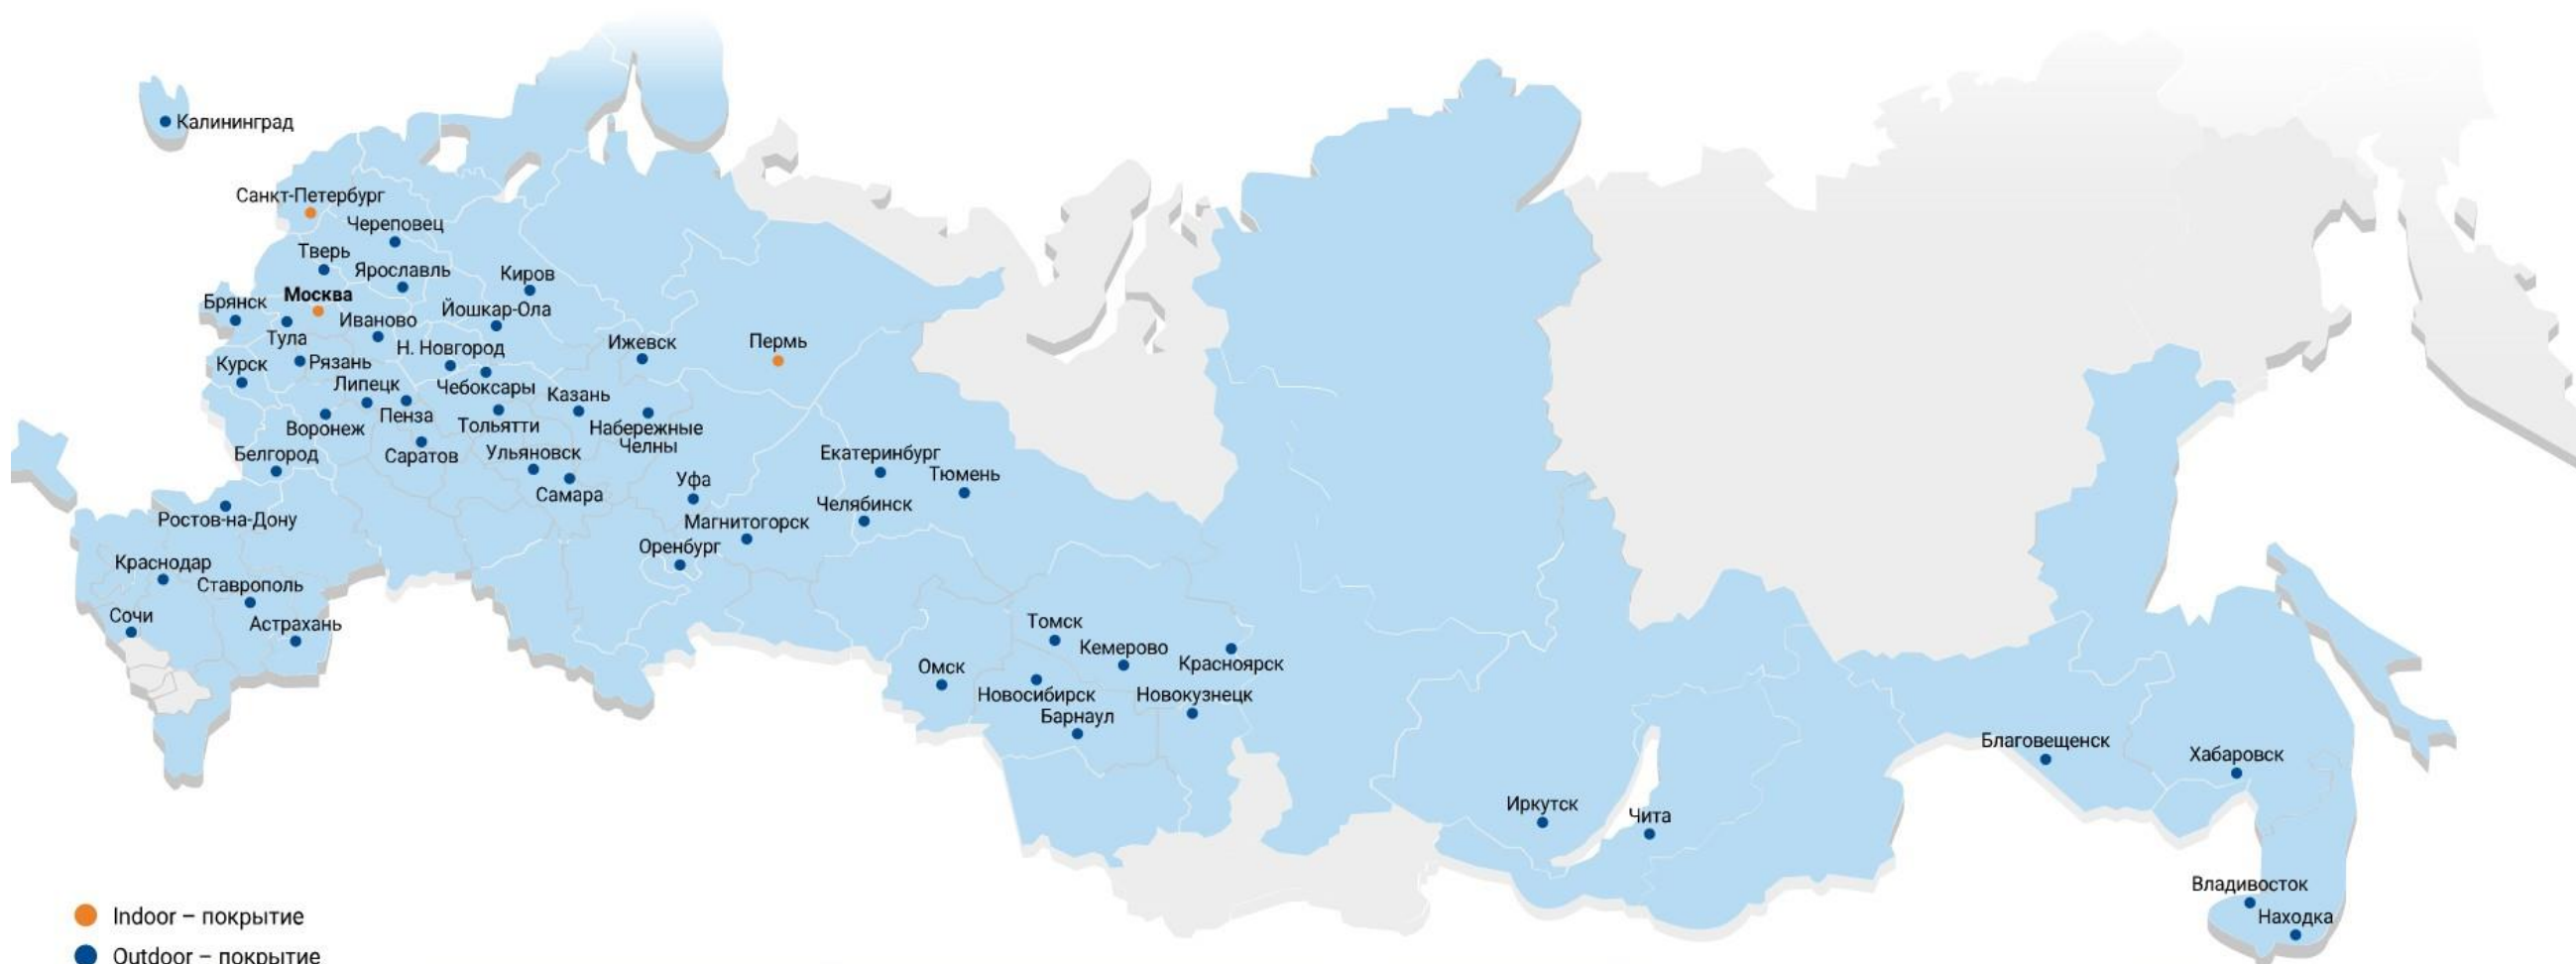 Калининград
Санкт-Петербург
Череповец
Тверь
Ярославль
Киров
Брянск
Москва
Йошкар-Ола
Иваново
Тула
Н. Новгород
Ижевск
Пермь
Курск
Рязань
Липецк
Чебоксары
Казань
Пенза
Воронеж
Тольятти
Набережные
Челны
Белгород
Саратов
Ульяновск
Екатеринбург
Тюмень
Самара
Уфа
Челябинск
Ростов-на-Дону
Магнитогорск
Оренбург
Краснодар
Ставрополь
Сочи
Астрахань
Томск
Кемерово
Красноярск
Омск
Новосибирск
Новокузнецк
Барнаул
Благовещенск
Хабаровск
Иркутск
Чита
Владивосток
Находка
Indoor – покрытие
Outdoor – покрытие